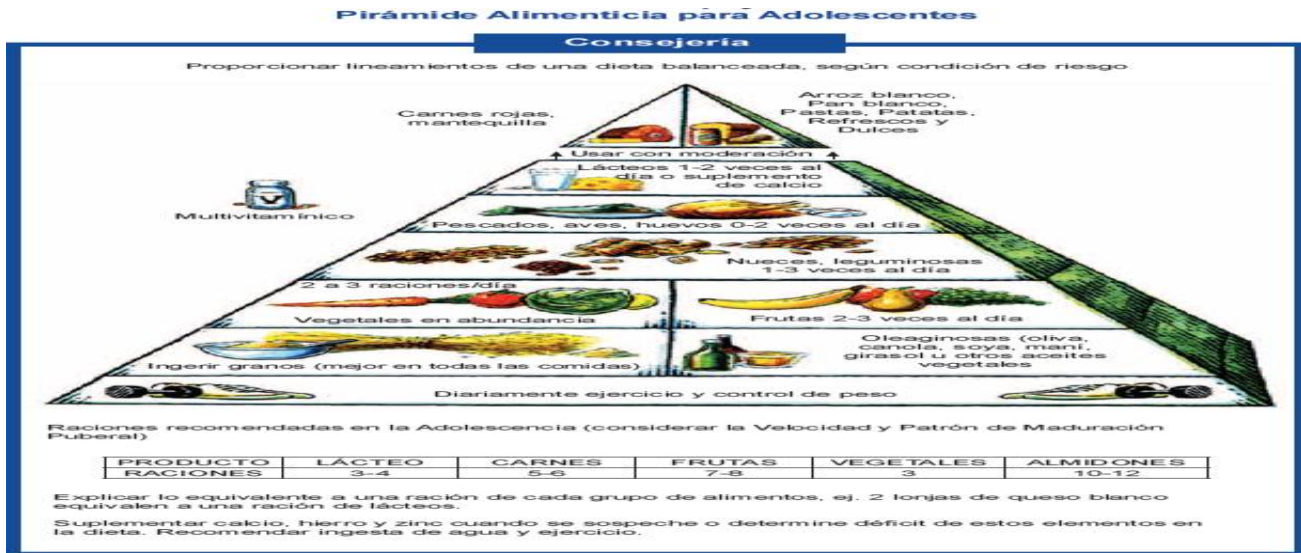 Pirámide Alimenticia para Adolescentes
Consejería
Proporcionar lineamientos de una dieta balanceada, según condición de riesgo
Carnes rojas,
mantequilla
Arroz blanco,
Pan blanco,
Pastas, Patatas,
Refrescos y
Dulces
Usar con moderación
Lácteos 1-2 veces al
día o suplemento
de calcio
V
Multivitamínico
Pescados, aves, huevos 0-2 veces al día
Nueces, leguminosas
1-3 veces al día
2 a 3 raciones/día
Vegetales en abundancia
Frutas 2-3 veces al día
Ingerir granos (mejor en todas las comidas)
Oleaginosas (oliva,
canola, soya, maní,
girasol u otros aceites
vegetales
Diariamente ejercicio y control de peso
Raciones recomendadas en la Adolescencia (considerar la Velocidad y Patrón de Maduración
Puberal)
PRODUCTO LÁCTEO CARNES FRUTAS VEGETALES ALMIDONES
RACIONES 3-4 5-6 7-8 3 10-12
Explicar lo equivalente a una ración de cada grupo de alimentos, ej. 2 lonjas de queso blanco
equivalen a una ración de lácteos.
Suplementar calcio, hierro y zinc cuando se sospeche o determine déficit de estos elementos en
la dieta. Recomendar ingesta de agua y ejercicio.